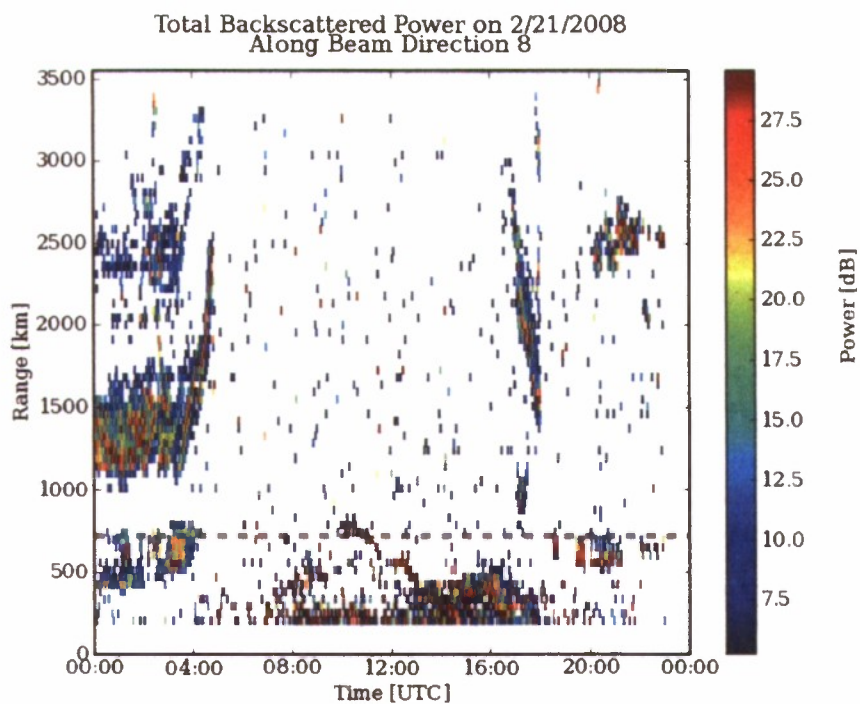 Total Backscattered Power on 2/21/2008
Along Beam Direction 8
3500
3000
2500
2000
1500
1000
500
0
Range [km]
00:00 04:00 08:00 12:00 16:00 20:00 00:00
Time [UTC]
27.5
25.0
22.5
20.0
17.5
15.0
12.5
10.0
7.5
Power [dB]